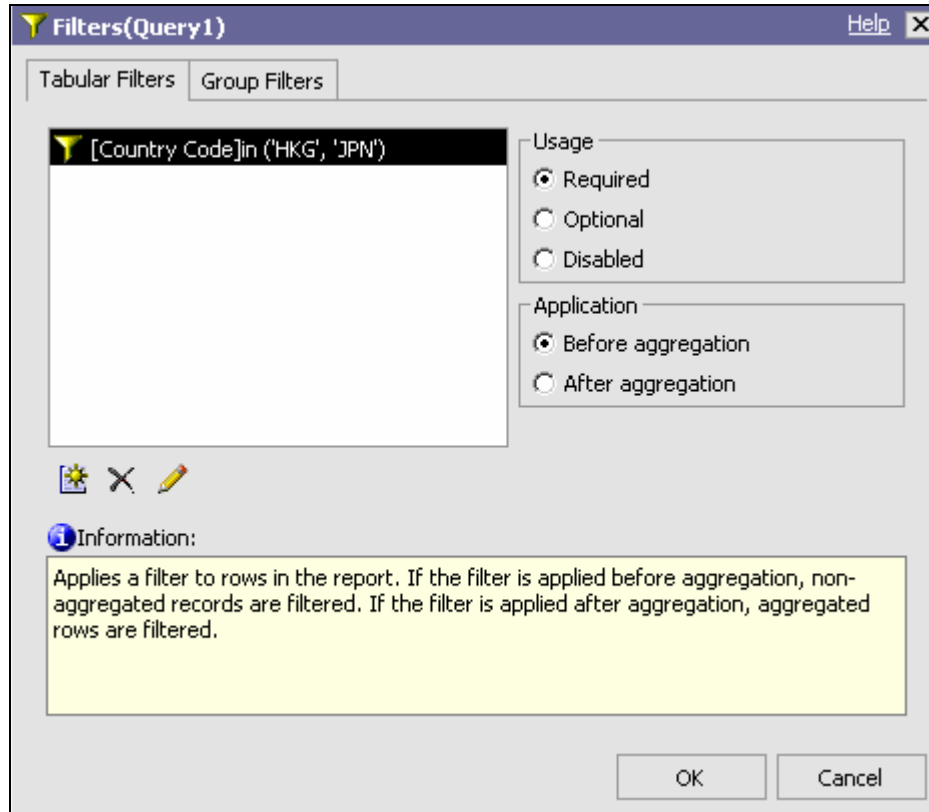 Filters(Query1) Help
Tabular Filters Group Filters
[Country Code]in ('HKG', 'JPN')
Usage
Required
Optional
Disabled
Application
Before aggregation
After aggregation
Information:
Applies a filter to rows in the report. If the filter is applied before aggregation, non-
aggregated records are filtered. If the filter is applied after aggregation, aggregated
rows are filtered.
OK Cancel